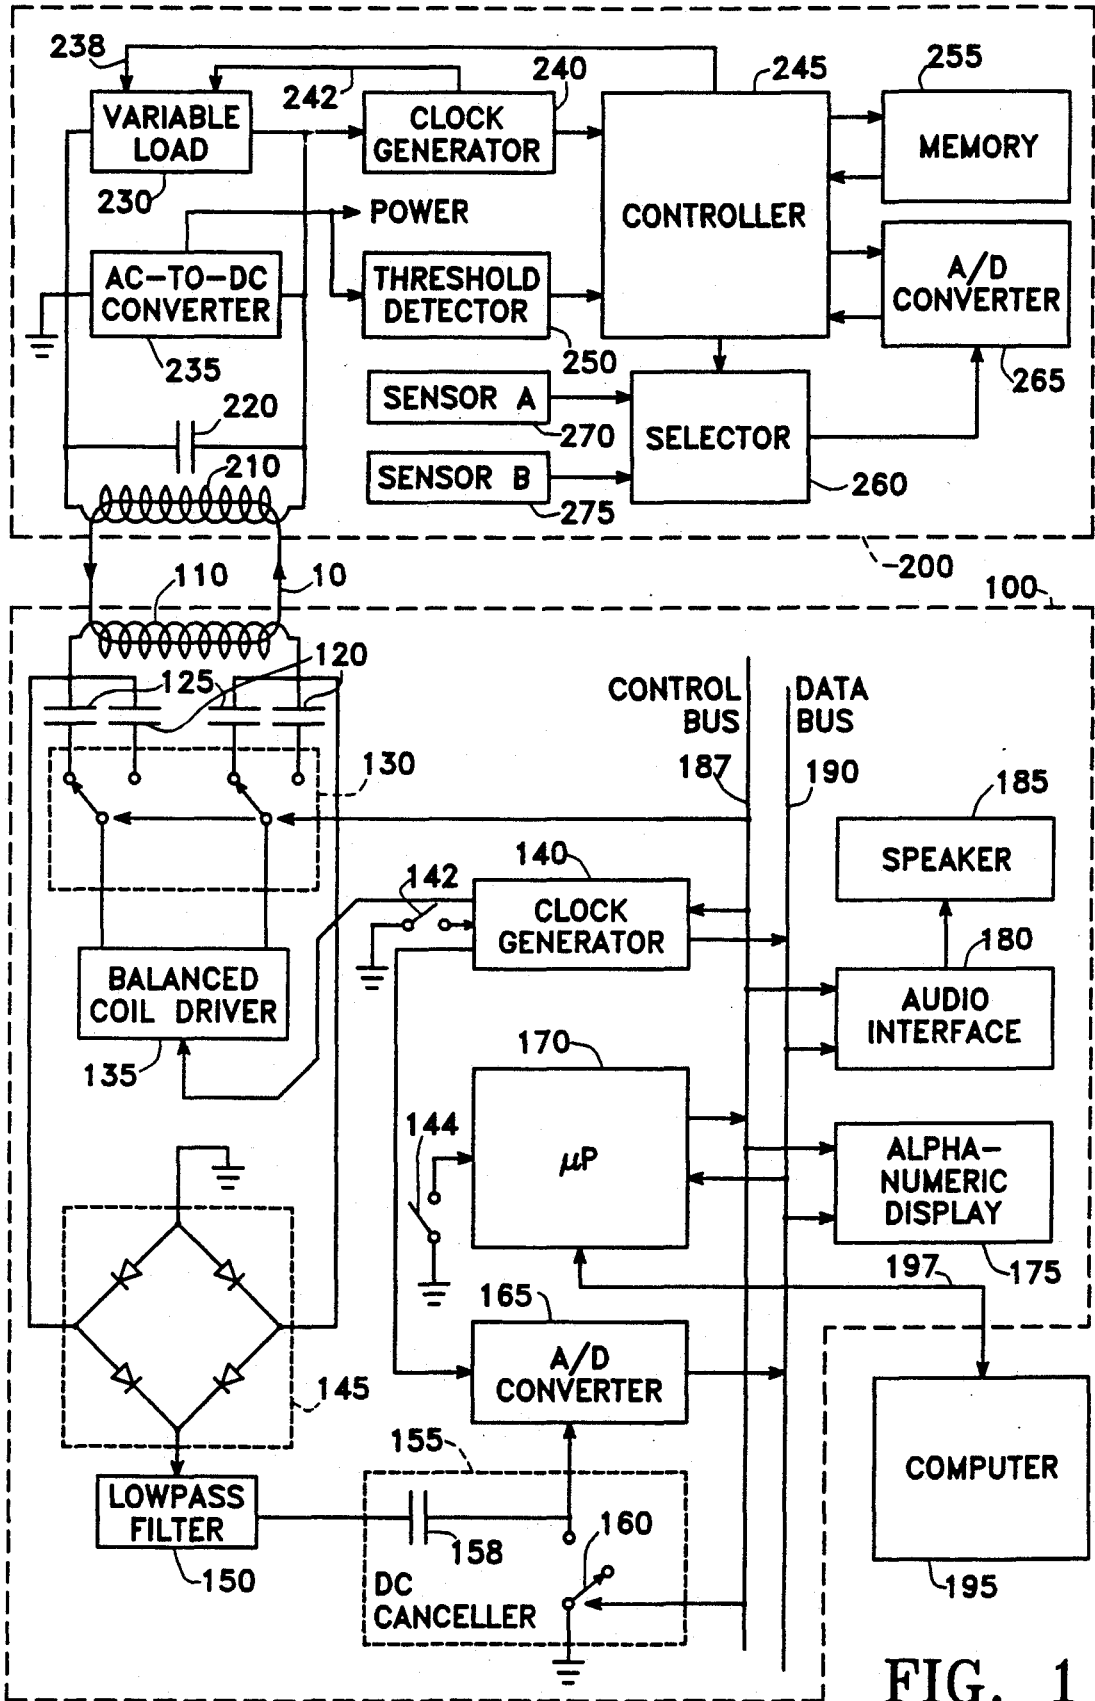 238
242
240
245
255
VARIABLE
LOAD
CLOCK
GENERATOR
MEMORY
230
POWER
CONTROLLER
AC-TO-DC
CONVERTER
THRESHOLD
DETECTOR
A/D
CONVERTER
235
250
265
220
SENSOR A
270
SELECTOR
210
SENSOR B
275
260
200
110
10
100
125
120
CONTROL
BUS
DATA
BUS
130
187
190
185
SPEAKER
140
142
CLOCK
GENERATOR
180
BALANCED
COIL DRIVER
AUDIO
INTERFACE
135
170
144
μP
ALPHA-
NUMERIC
DISPLAY
197
175
165
A/D
CONVERTER
145
155
COMPUTER
LOWPASS
FILTER
158
160
150
DC
CANCELLER
195
FIG. 1